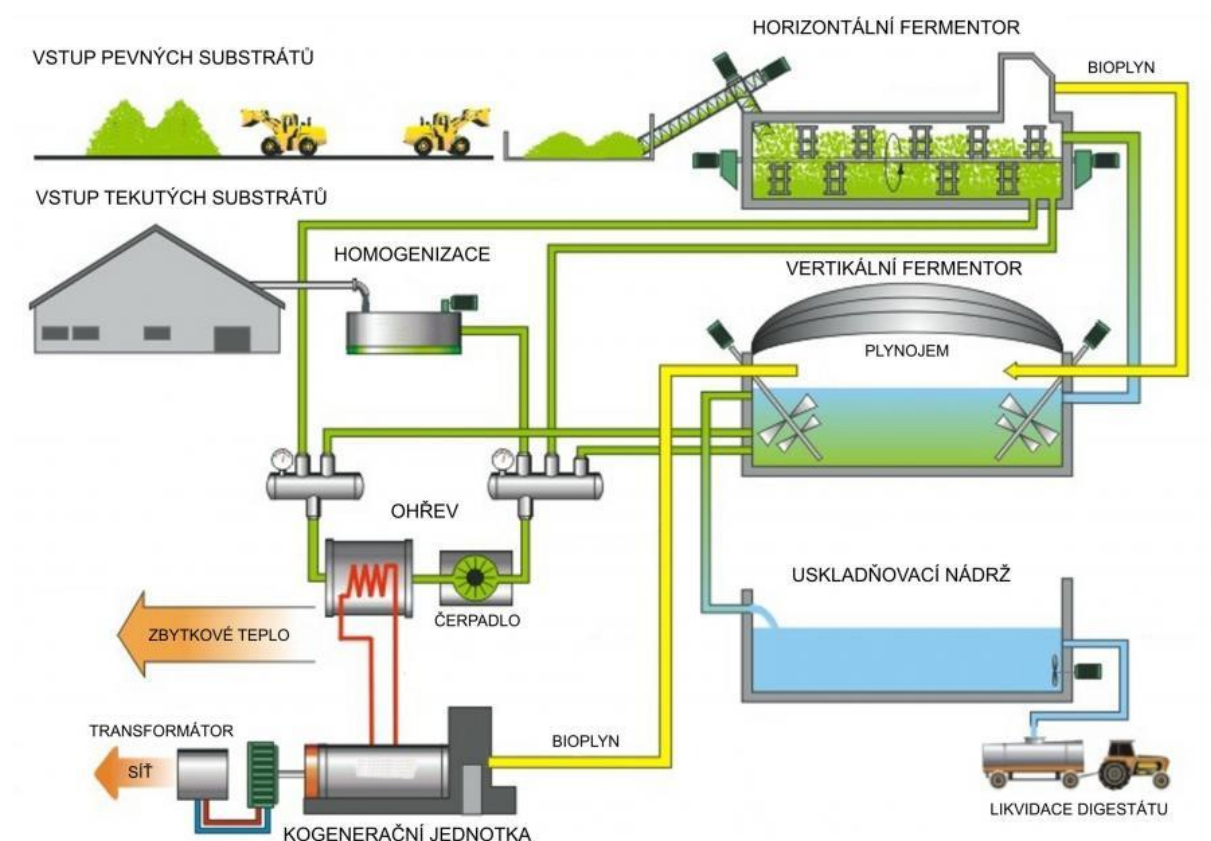 HORIZONTÁLNÍ FERMENTOR
VSTUP PEVNÝCH SUBSTRÁTŮ
BIOPLYN
VSTUP TEKUTÝCH SUBSTRÁTŮ
HOMOGENIZACE
VERTIKÁLNÍ FERMENTOR
PLYNOJEM
OHŘEV
USKLADŇOVACÍ NÁDRŽ
ČERPADLO
ZBYTKOVÉ TEPLO
TRANSFORMÁTOR
BIOPLYN
SÍŤ
LIKVIDACE DIGESTÁTU
KOGENERAČNÍ JEDNOTKA